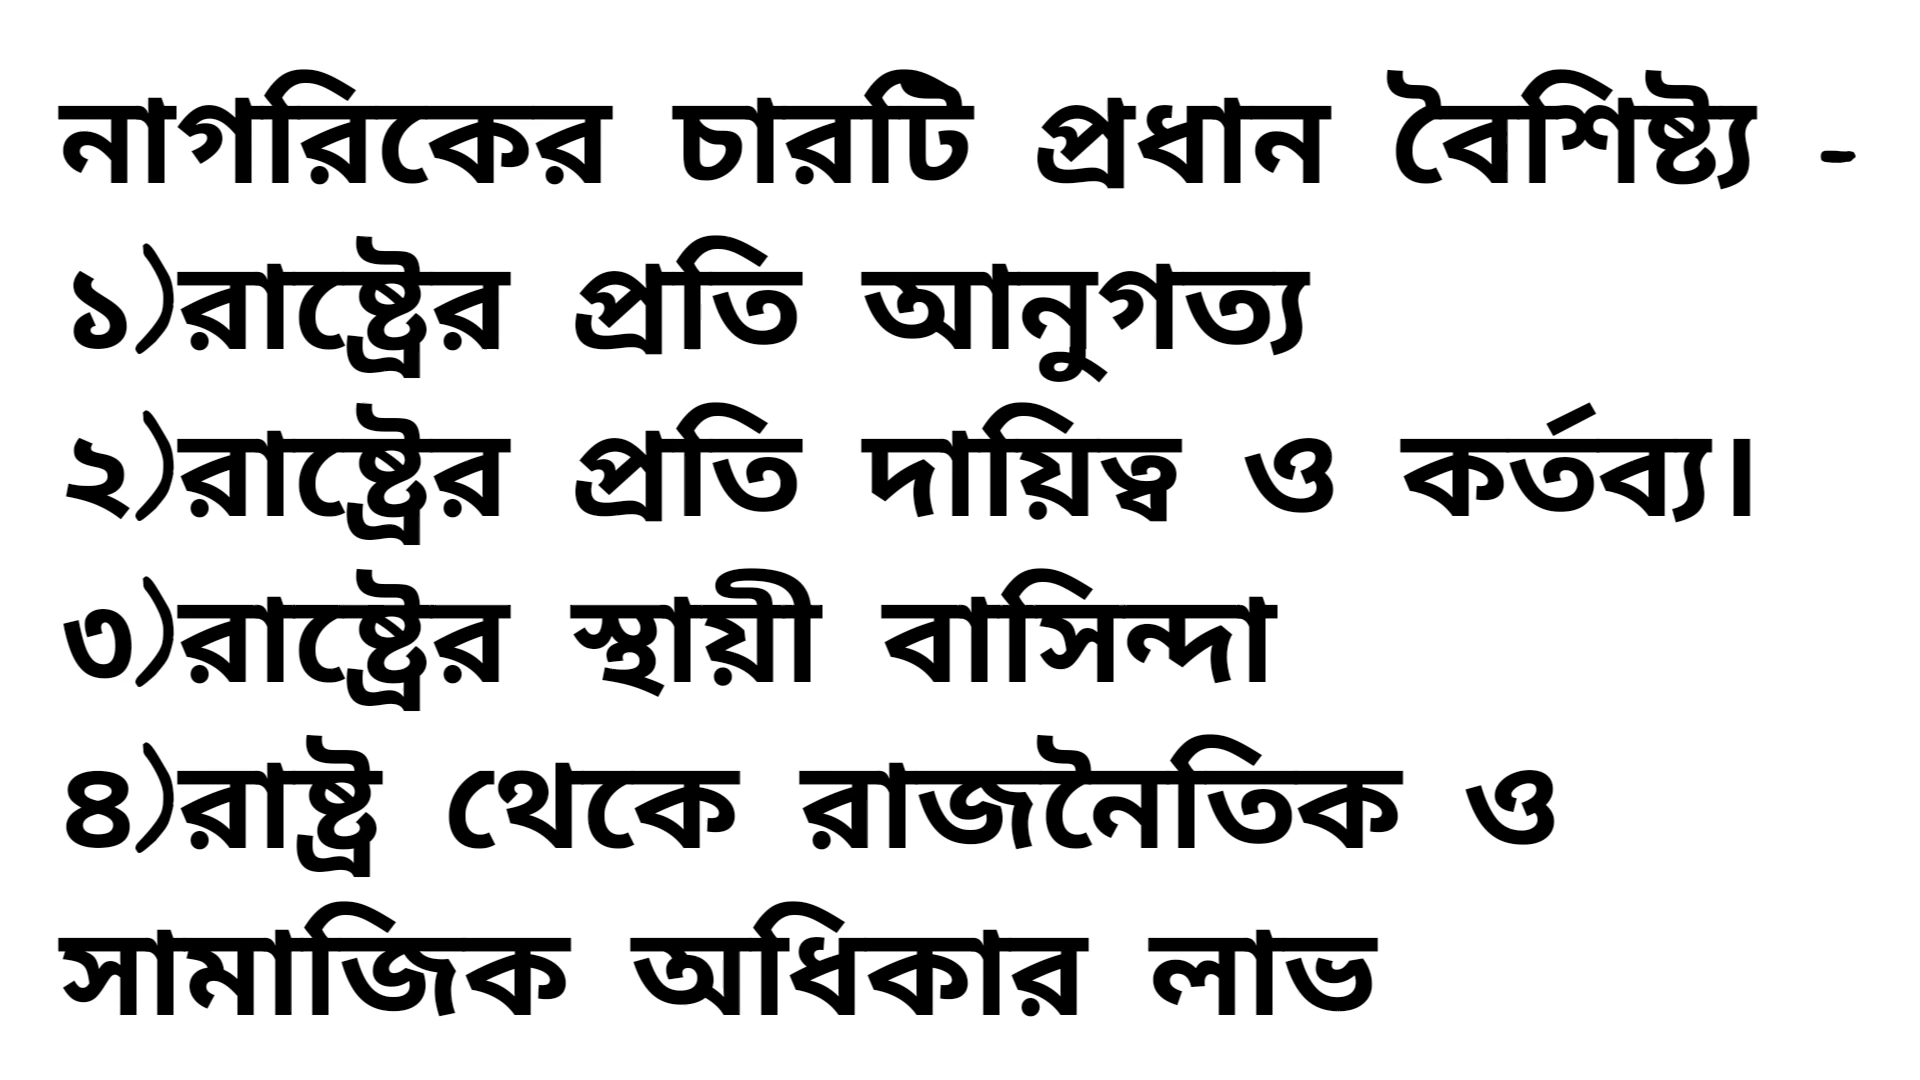 নাগরিকের চারটি প্রধান বৈশিষ্ট্য -
১)রাষ্ট্রের প্রতি আনুগত্য
২)রাষ্ট্রের প্রতি দায়িত্ব ও কর্তব্য।
৩)রাষ্ট্রের স্থায়ী বাসিন্দা
৪)রাষ্ট্র থেকে রাজনৈতিক ও
সামাজিক অধিকার লাভ